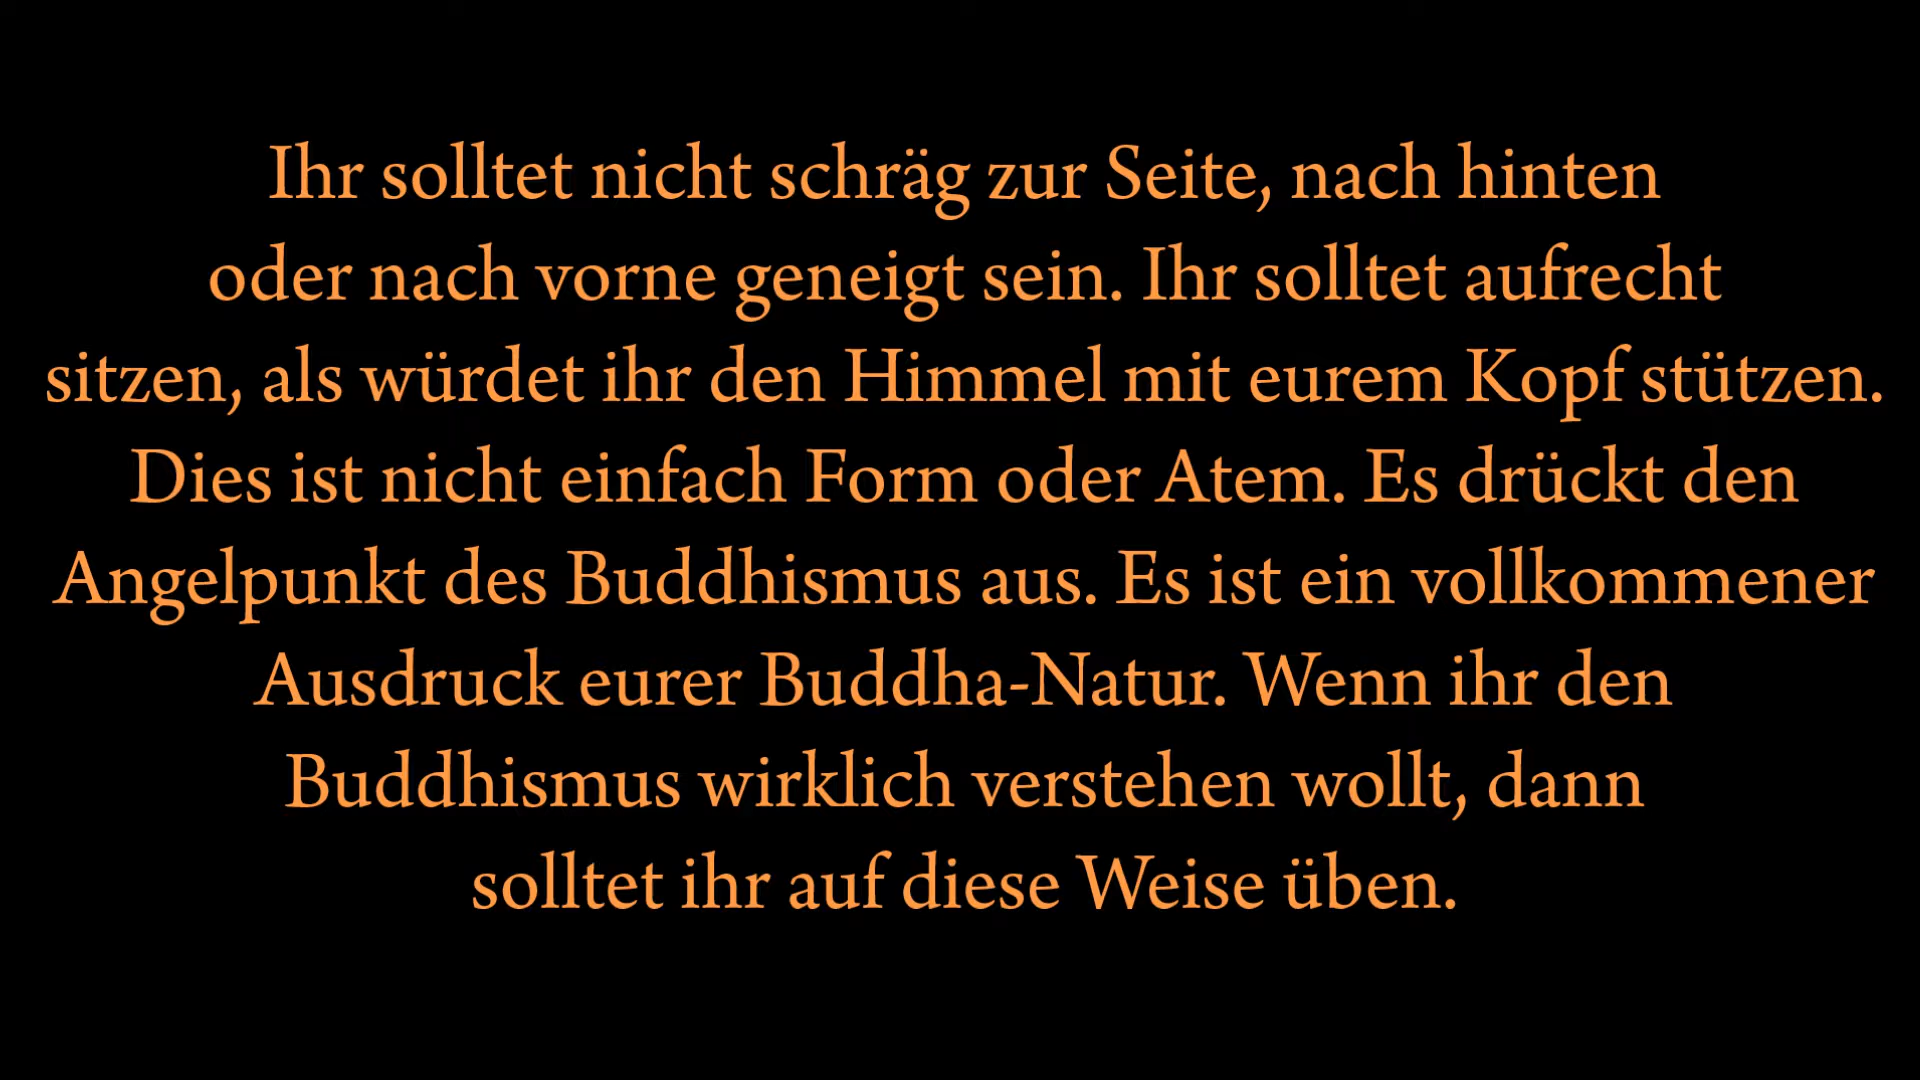 Ihr solltet nicht schräg zur Seite, nach hinten
oder nach vorne geneigt sein. Ihr solltet aufrecht
sitzen, als würdet ihr den Himmel mit eurem Kopf stützen.
Dies ist nicht einfach Form oder Atem. Es drückt den
Angelpunkt des Buddhismus aus. Es ist ein vollkommener
Ausdruck eurer Buddha-Natur. Wenn ihr den
Buddhismus wirklich verstehen wollt, dann
solltet ihr auf diese Weise üben.